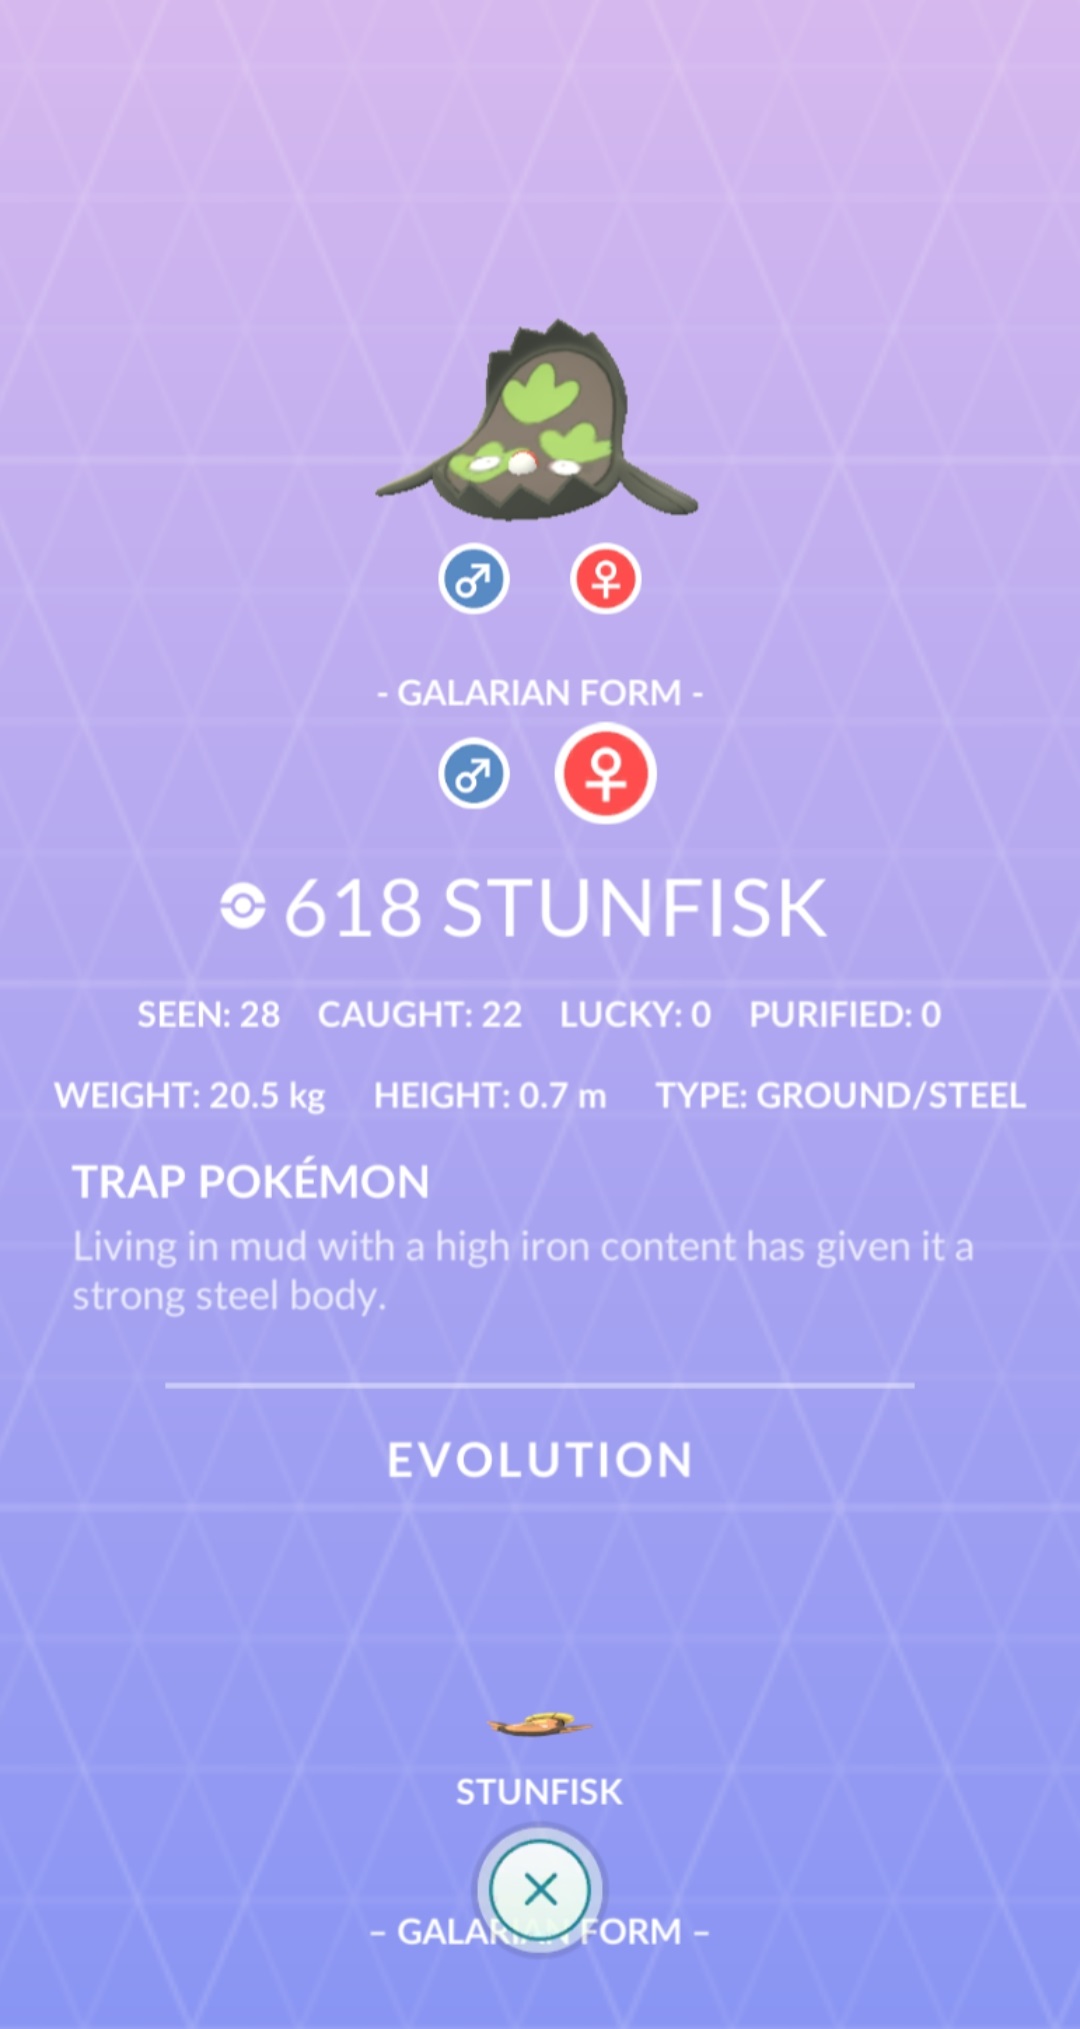 - GALARIAN FORM -
618 STUNFISK
SEEN: 28 CAUGHT: 22 LUCKY: 0 PURIFIED: 0
WEIGHT: 20.5 kg HEIGHT: 0.7 m TYPE: GROUND/STEEL
TRAP POKÉMON
Living in mud with a high iron content has given it a
strong steel body.
EVOLUTION
STUNFISK
– GALARIAN FORM –